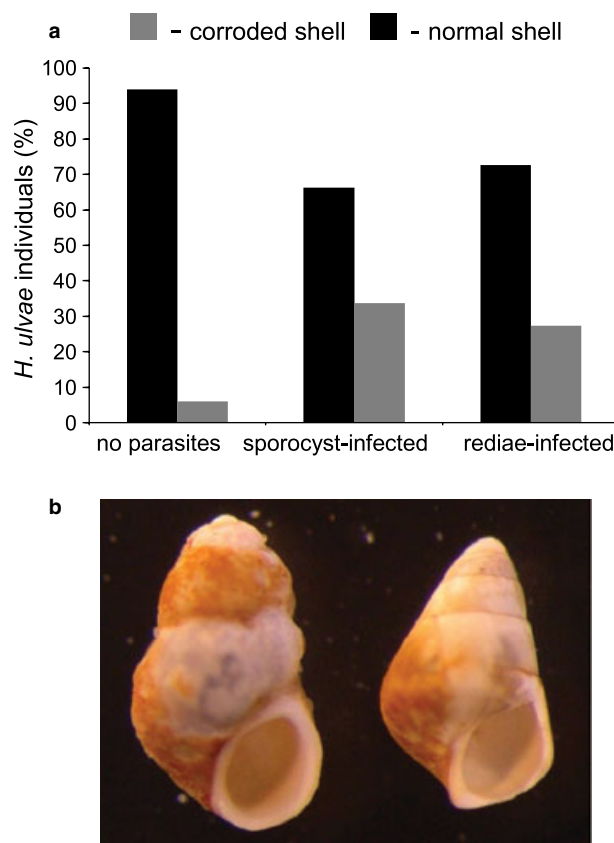 a
- corroded shell - normal shell
H. ulvae individuals (%)
100
90
80
70
60
50
40
30
20
10
0
no parasites sporocyst-infected rediae-infected
b